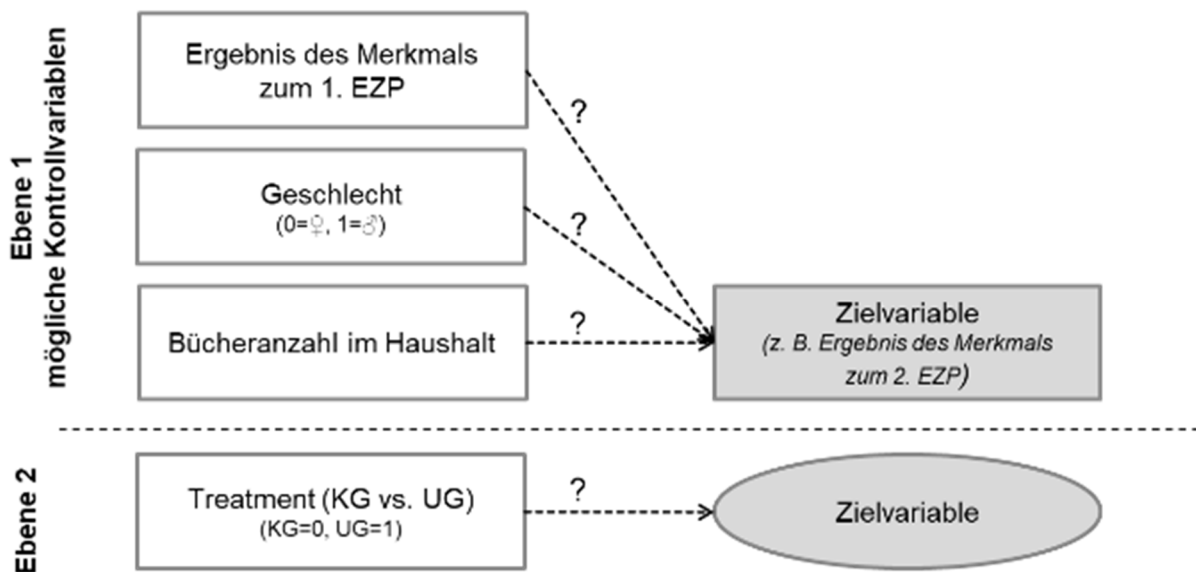 Ebene 1
mögliche Kontrollvariablen
Ergebnis des Merkmals
zum 1. EZP
?
Geschlecht
(0=♀, 1=♂)
?
Bücheranzahl im Haushalt
?
Zielvariable
(z. B. Ergebnis des Merkmals
zum 2. EZP)
Ebene 2
Treatment (KG vs. UG)
(KG=0, UG=1)
?
Zielvariable